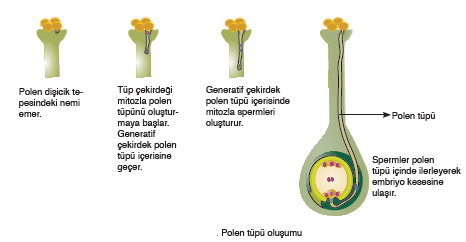 Polen dişicik te-
pesindeki nemi
emer.
Tüp çekirdeği
mitozla polen
tüpünü oluştur-
maya başlar.
Generatif
çekirdek polen
tüpü içerisine
geçer.
Generatif çekirdek
polen tüpü içerisinde
mitozla spermleri
oluşturur.
Polen tüpü
Spermler polen
tüpü içinde ilerleyerek
embriyo kesesine
ulaşır.
. Polen tüpü oluşumu